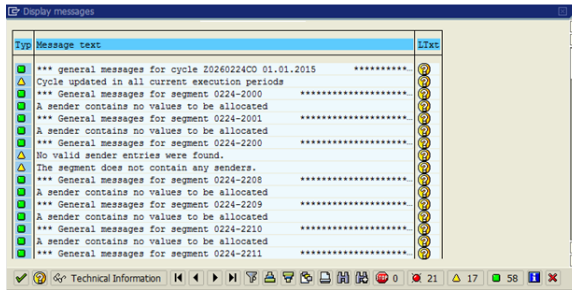 Display messages
Typ Message text LTxt
*** general messages for cycle Z0260224C0 01.01.2015 **********
Cycle updated in all current execution periods
*** General messages for segment 0224-2000 ********************
A sender contains no values to be allocated
*** General messages for segment 0224-2001 ********************
A sender contains no values to be allocated
*** General messages for segment 0224-2200 ********************
No valid sender entries were found.
The segment does not contain any senders.
*** General messages for segment 0224-2208 ********************
A sender contains no values to be allocated
*** General messages for segment 0224-2209 ********************
A sender contains no values to be allocated
*** General messages for segment 0224-2210 ********************
A sender contains no values to be allocated
*** General messages for segment 0224-2211 ********************
Technical Information 0 21 17 58